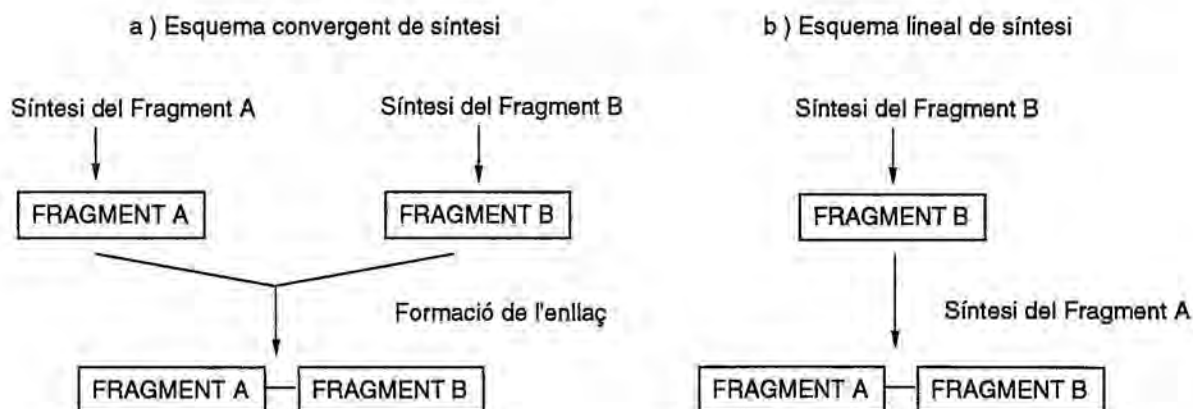 a ) Esquema convergent de síntesi
Síntesi del Fragment A
Síntesi del Fragment B
FRAGMENT A
FRAGMENT B
Formació de l'enllaç
FRAGMENT A
FRAGMENT B
b ) Esquema lineal de síntesi
Síntesi del Fragment B
FRAGMENT B
Síntesi del Fragment A
FRAGMENT A
FRAGMENT B